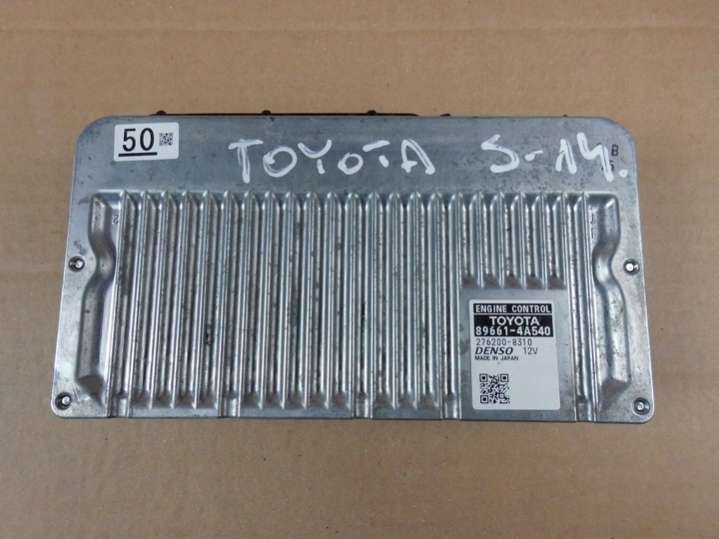 50
TOYOTA S-14.
B
ENGINE CONTROL
TOYOTA
89661-4A540
276200-8310
DENSO 12V
MADE IN JAPAN